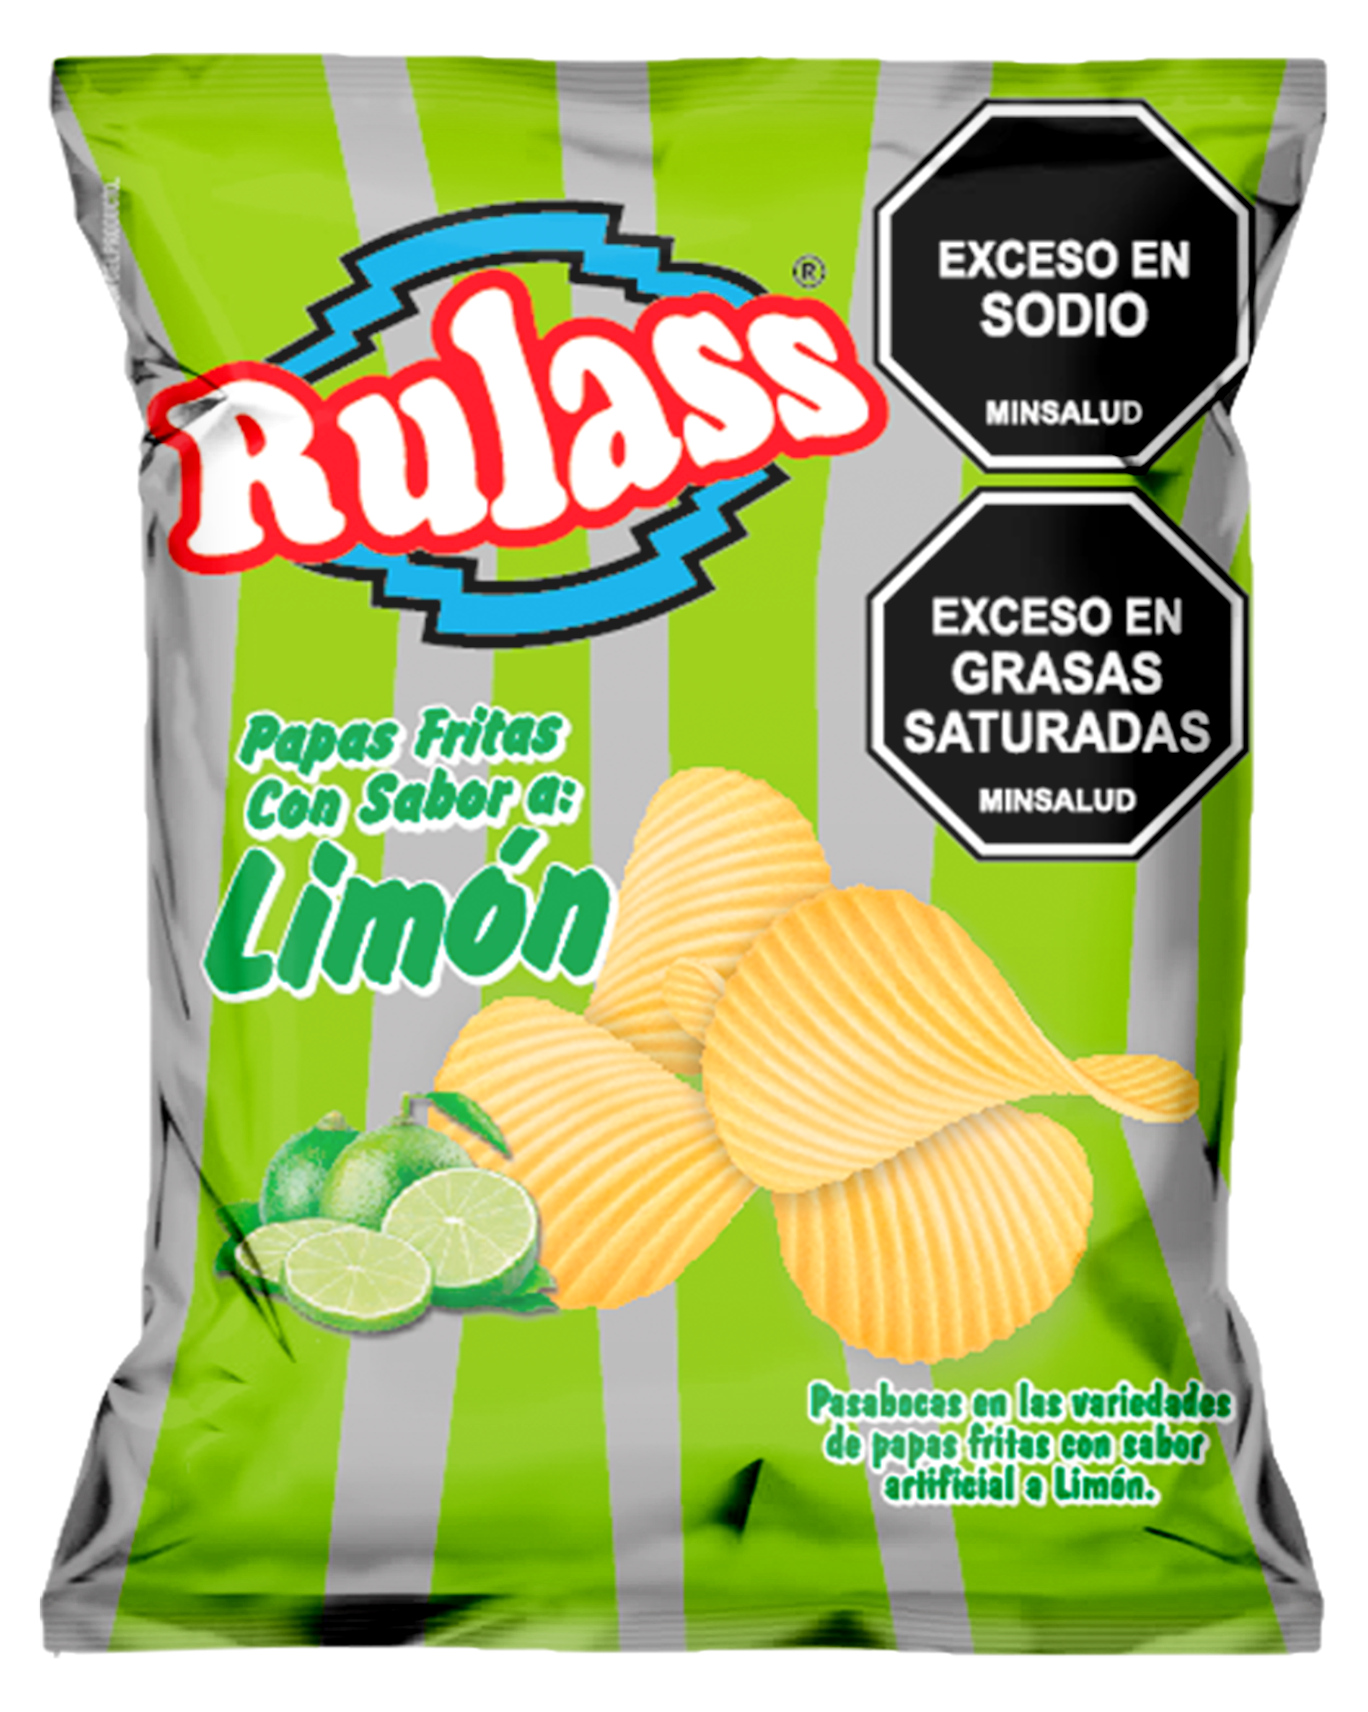 Rulass
®
EXCESO EN
SODIO
MINSALUD
EXCESO EN
GRASAS
SATURADAS
MINSALUD
Papas Fritas
Con Sabor a:
Limón
Pasabocas en las variedades
de papas fritas con sabor
artificial a Limón.